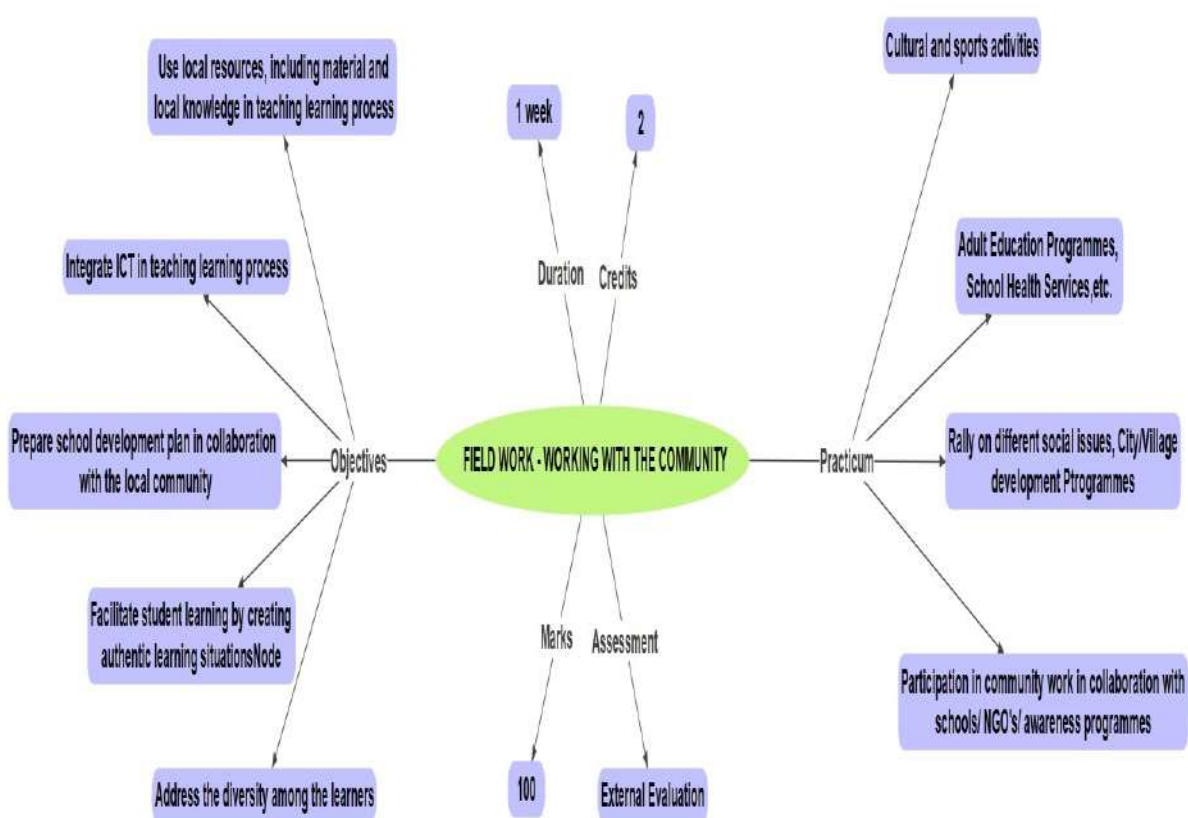 Use local resources, including material and
local knowledge in teaching learning process
Integrate ICT in teaching learning process
Prepare school development plan in collaboration
with the local community
Facilitate student learning by creating
authentic learning situationsNode
Address the diversity among the learners
Objectives
1 week
2
Duration
Credits
FIELD WORK - WORKING WITH THE COMMUNITY
Marks
Assessment
100
External Evaluation
Practicum
Cultural and sports activities
Adult Education Programmes,
School Health Services,etc.
Rally on different social issues, City/Village
development Ptrogrammes
Participation in community work in collaboration with
schools/ NGO's/ awareness programmes